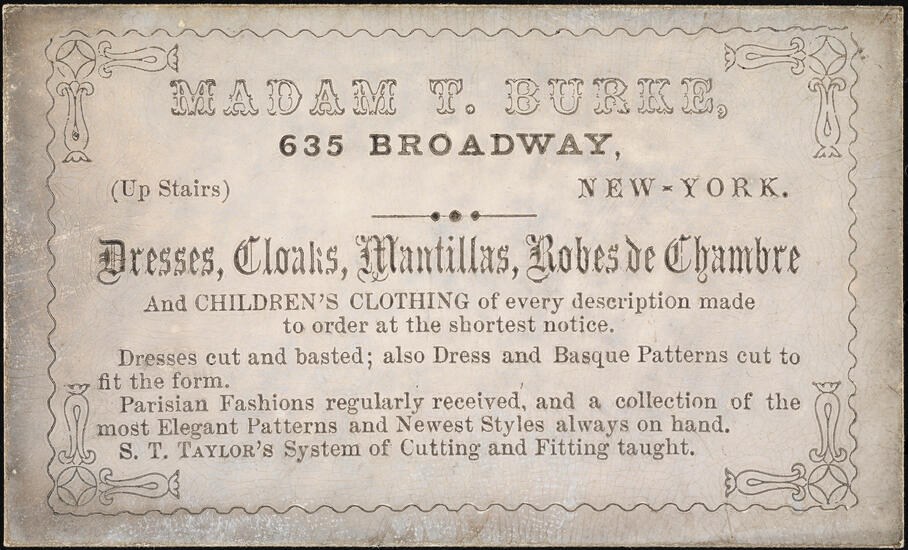 MADAM T. BURKE,
635 BROADWAY,
(Up Stairs) NEW-YORK.
Dresses, Cloaks, Mantillas, Robes de Chambre
And CHILDREN'S CLOTHING of every description made
to order at the shortest notice.
Dresses cut and basted; also Dress and Basque Patterns cut to
fit the form.
Parisian Fashions regularly received, and a collection of the
most Elegant Patterns and Newest Styles always on hand.
S. T. TAYLOR'S System of Cutting and Fitting taught.